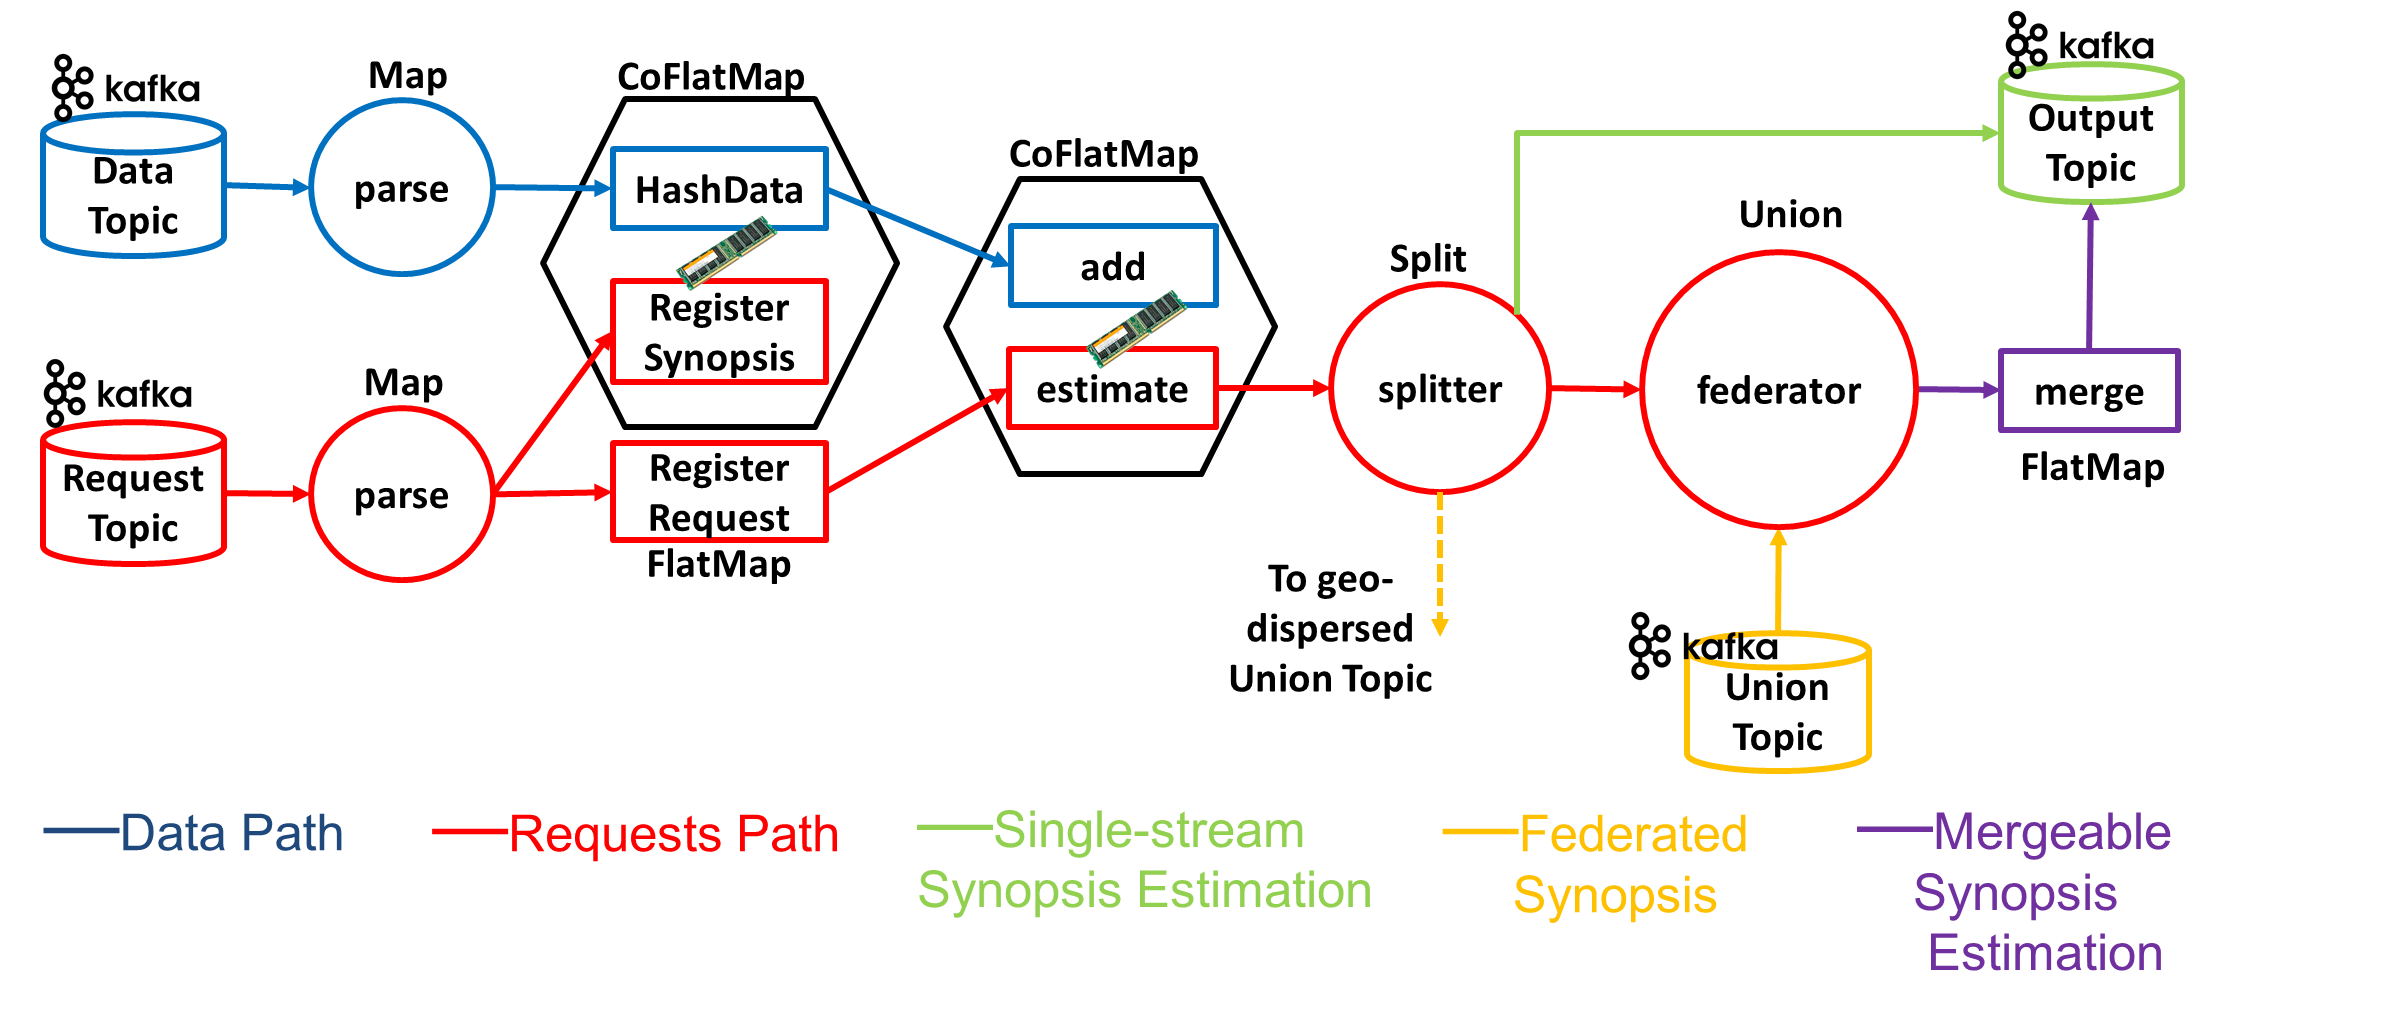 kafka
Data
Topic
Map
parse
CoFlatMap
HashData
Register
Synopsis
kafka
Request
Topic
Map
parse
Register
Request
FlatMap
CoFlatMap
add
estimate
Split
splitter
To geo-
dispersed
Union Topic
Union
federator
kafka
Union
Topic
kafka
Output
Topic
merge
FlatMap
Data Path
Requests Path
Single-stream
Synopsis Estimation
Federated
Synopsis
Mergeable
Synopsis
Estimation